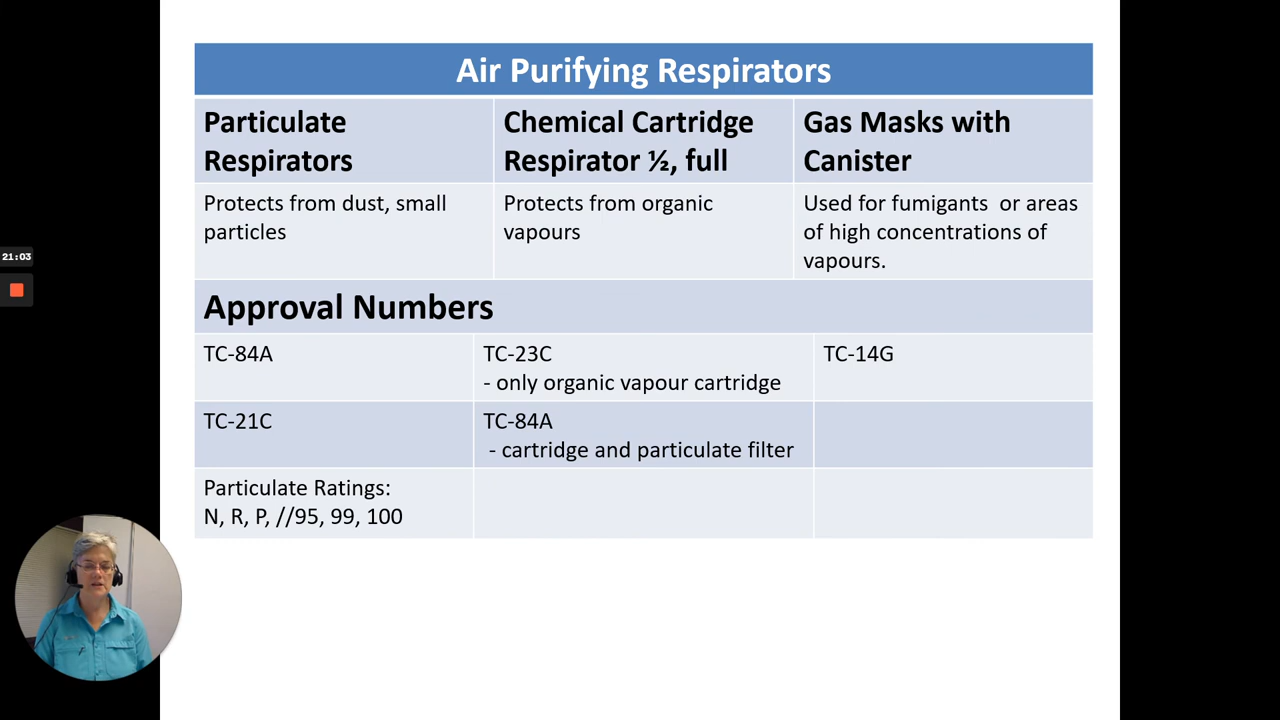 Air Purifying Respirators
Particulate Respirators
Chemical Cartridge Respirator ½, full
Gas Masks with Canister
Protects from dust, small particles
Protects from organic vapours
Used for fumigants  or areas of high concentrations of vapours.
Approval Numbers
TC-84A
TC-23C
- only organic vapour cartridge
TC-14G
TC-21C
TC-84A
- cartridge and particulate filter
Particulate Ratings:
N, R, P, //95, 99, 100
21:03